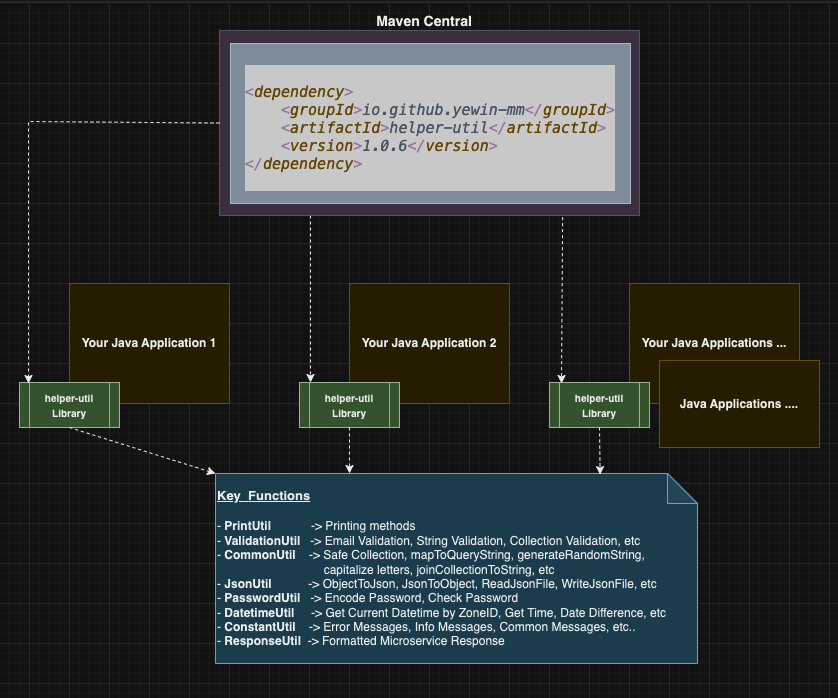 Maven Central
<dependency>
<groupId>io.github.yewin-mm</groupId>
<artifactId>helper-util</artifactId>
<version>1.0.6</version>
</dependency>
Your Java Application 1
Your Java Application 2
Your Java Applications ...
Java Applications ....
helper-util
Library
helper-util
Library
helper-util
Library
Key  Functions
- PrintUtil -> Printing methods
- ValidationUtil -> Email Validation, String Validation, Collection Validation, etc
- CommonUtil -> Safe Collection, mapToQueryString, generateRandomString,
capitalize letters, joinCollectionToString, etc
- JsonUtil -> ObjectToJson, JsonToObject, ReadJsonFile, WriteJsonFile, etc
- PasswordUtil -> Encode Password, Check Password
- DatetimeUtil -> Get Current Datetime by ZoneID, Get Time, Date Difference, etc
- ConstantUtil -> Error Messages, Info Messages, Common Messages, etc..
- ResponseUtil -> Formatted Microservice Response